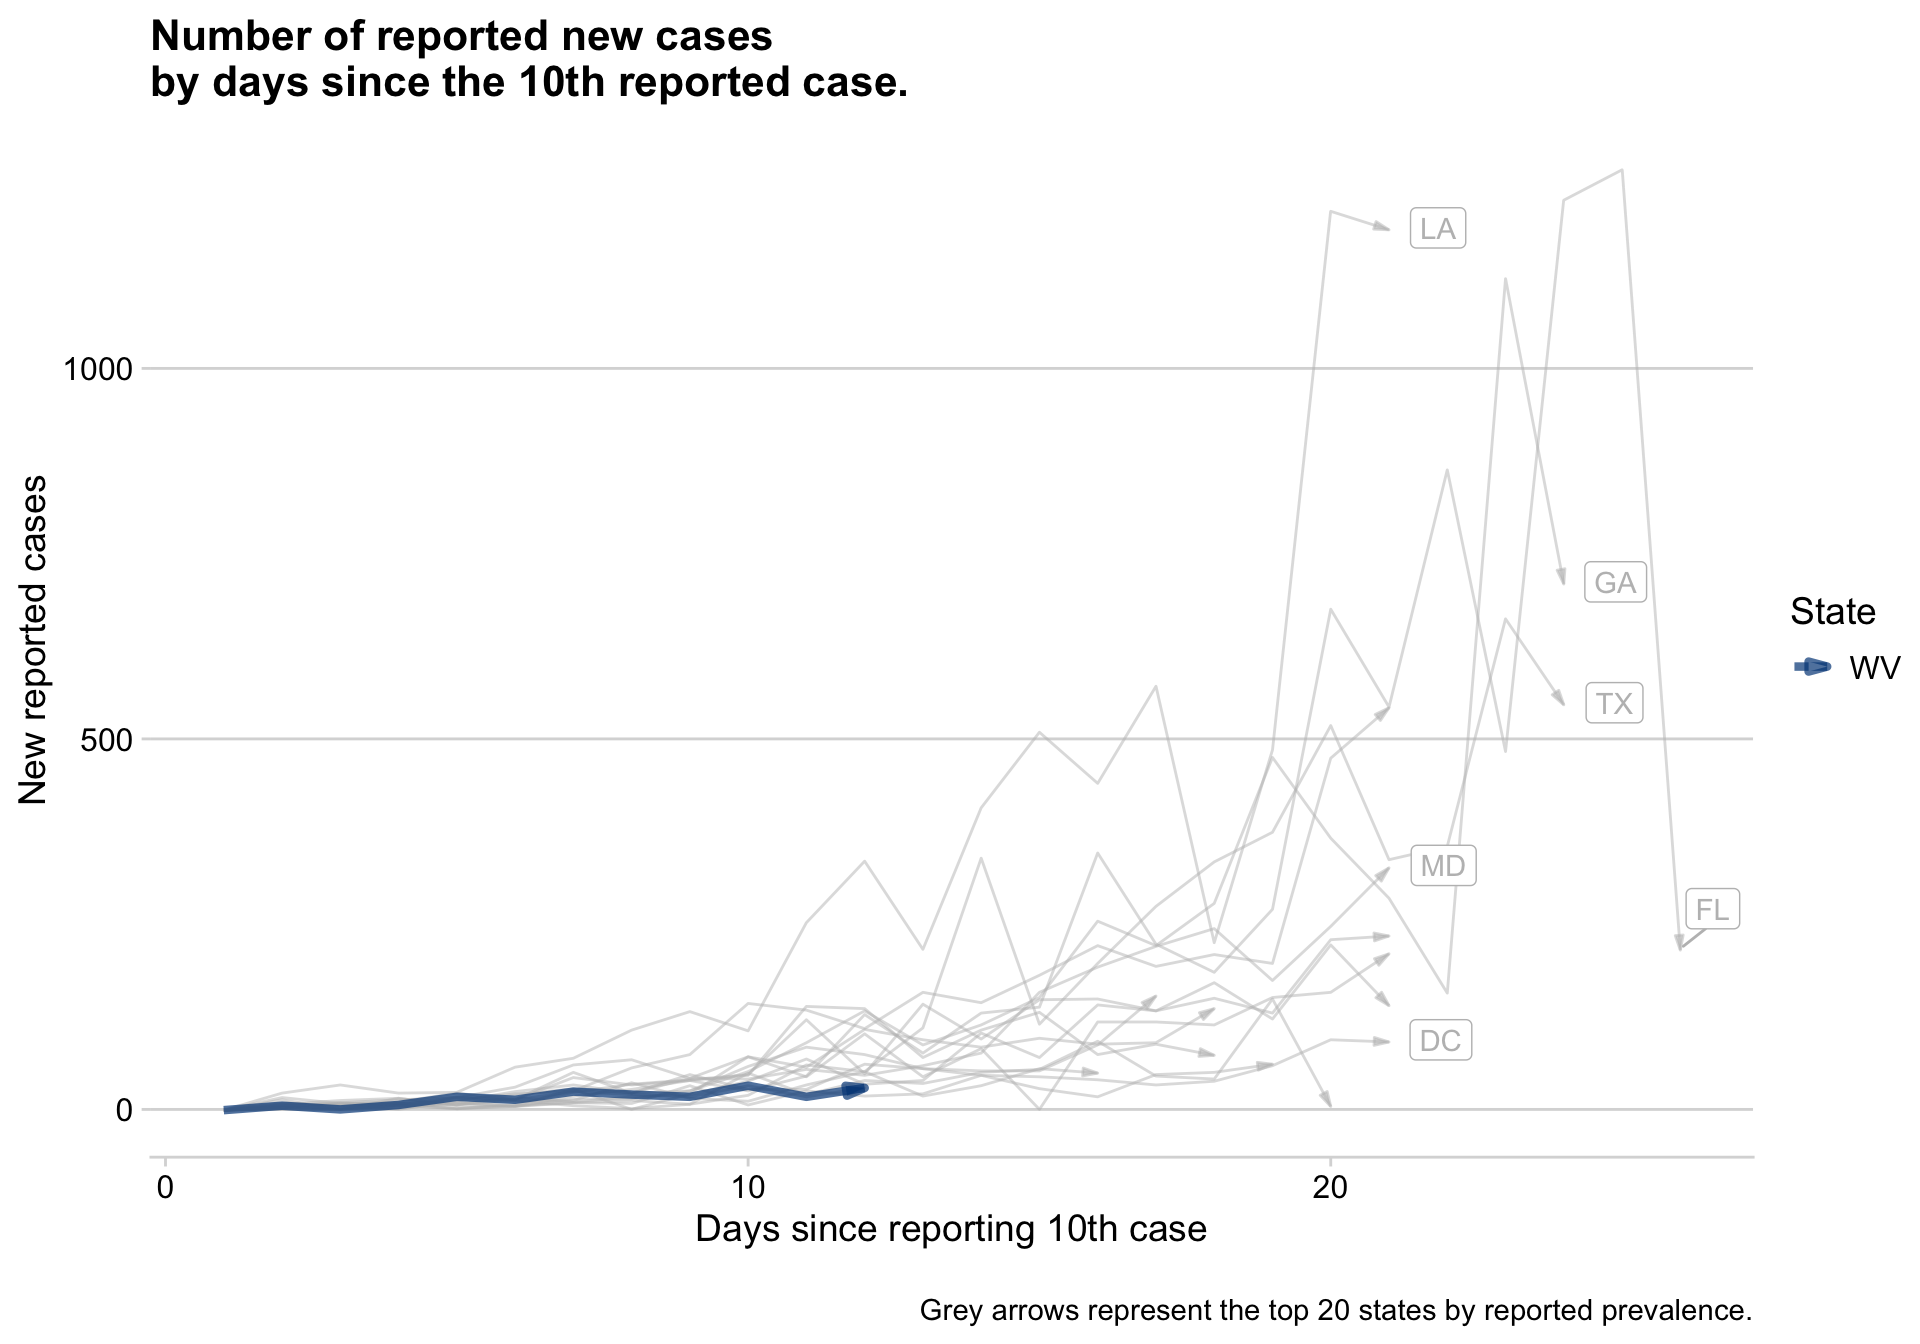 Number of reported new cases
by days since the 10th reported case.
LA
1000
GA
State
WV
TX
New reported cases
500
MD
FL
DC
0
0
10
20
Days since reporting 10th case
Grey arrows represent the top 20 states by reported prevalence.